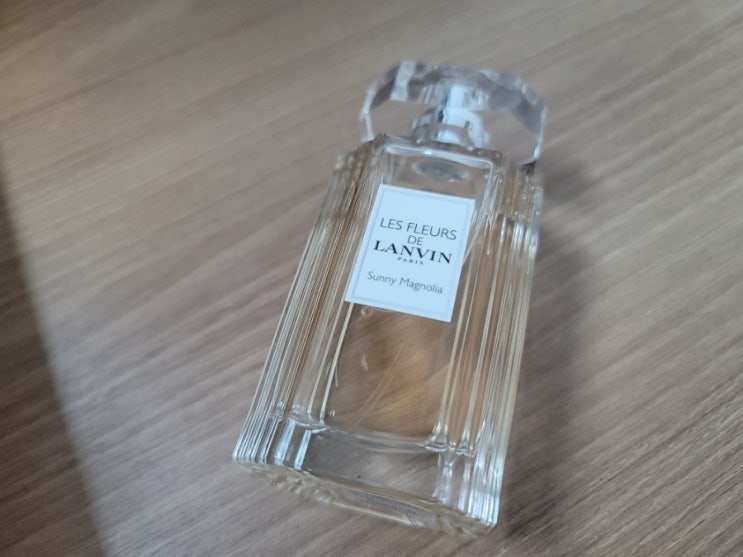 LES FLEURS
DE
LANVIN
PARIS
Sunny Magnolia